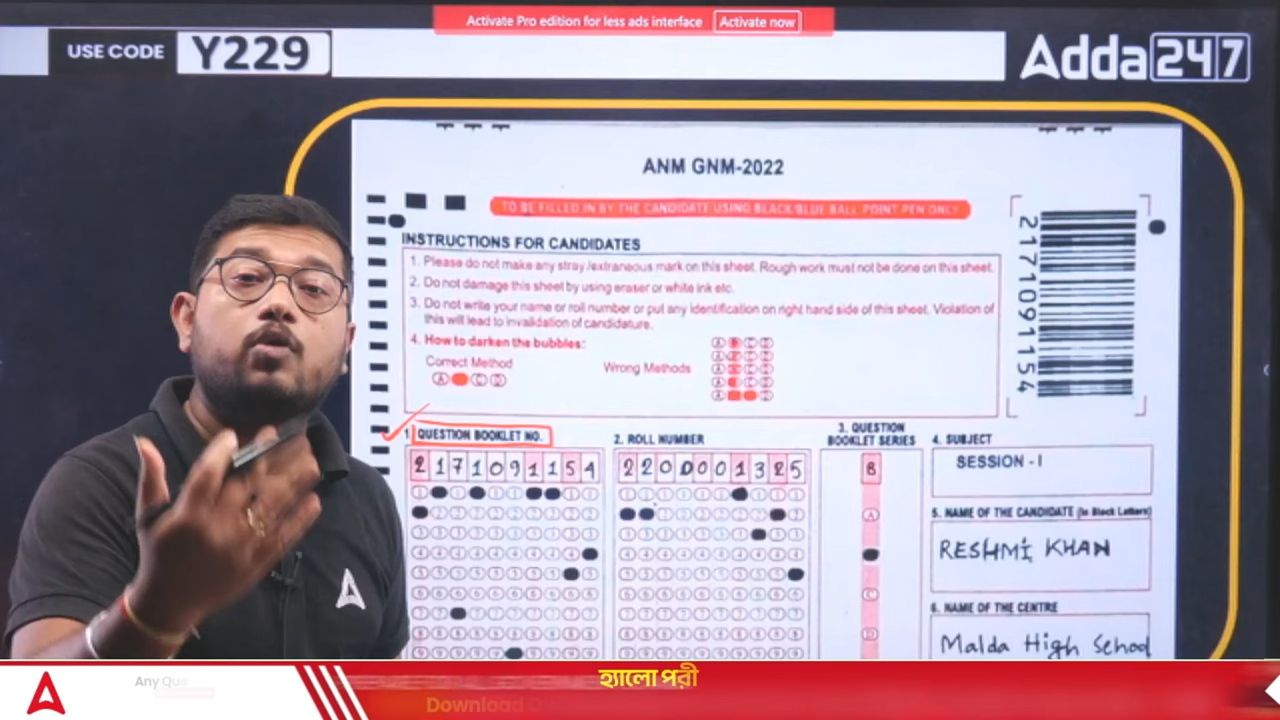 Activate Pro edition for less ads interface Activate now
USE CODE Y229
Adda247
ANM GNM-2022
TO BE FILLED IN BY THE CANDIDATE USING BLACK/BLUE BALL POINT PEN ONLY
INSTRUCTIONS FOR CANDIDATES
1. Please do not make any stray /extraneous mark on this sheet. Rough work must not be done on this sheet.
2. Do not damage this sheet by using eraser or white ink etc.
3. Do not write your name or roll number or put any identification on right hand side of this sheet. Violation of
this will lead to invalidation of candidature.
4. How to darken the bubbles:
Correct Method
Wrong Methods
A C D
2171091154
1. QUESTION BOOKLET NO.
2171091154
2. ROLL NUMBER
2200001325
3. QUESTION
BOOKLET SERIES
B
A
C
D
4. SUBJECT
SESSION - I
5. NAME OF THE CANDIDATE (In Block Letters)
RESHMI KHAN
6. NAME OF THE CENTRE
Malda High School
হ্যালো পরী
Any Que
Download